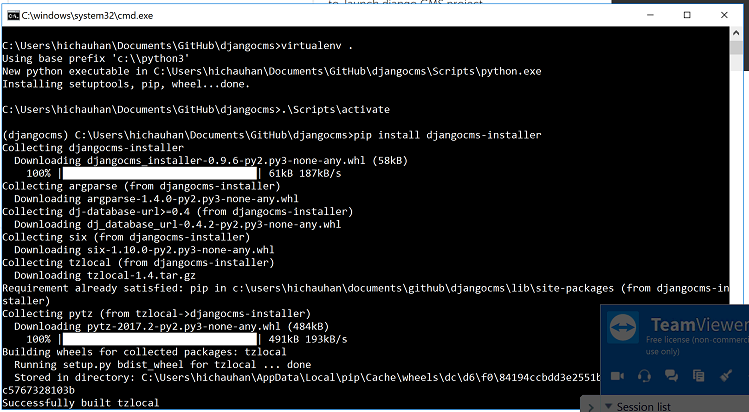 to launch django CMS project
C:\windows\system32\cmd.exe
C:\Users\hichauhan\Documents\GitHub\djangocms>virtualenv .
Using base prefix 'c:\\python3'
New python executable in C:\Users\hichauhan\Documents\GitHub\djangocms\Scripts\python.exe
Installing setuptools, pip, wheel...done.
C:\Users\hichauhan\Documents\GitHub\djangocms>.\Scripts\activate
(djangocms) C:\Users\hichauhan\Documents\GitHub\djangocms>pip install djangocms-installer
Collecting djangocms-installer
Downloading djangocms_installer-0.9.6-py2.py3-none-any.whl (58kB)
100% | | 61kB 187kB/s
Collecting argparse (from djangocms-installer)
Downloading argparse-1.4.0-py2.py3-none-any.whl
Collecting dj-database-url>=0.4 (from djangocms-installer)
Downloading dj_database_url-0.4.2-py2.py3-none-any.whl
Collecting six (from djangocms-installer)
Downloading six-1.10.0-py2.py3-none-any.whl
Collecting tzlocal (from djangocms-installer)
Downloading tzlocal-1.4.tar.gz
Requirement already satisfied: pip in c:\users\hichauhan\documents\github\djangocms\lib\site-packages (from djangocms-in
staller)
Collecting pytz (from tzlocal->djangocms-installer)
Downloading pytz-2017.2-py2.py3-none-any.whl (484kB)
100% | | 491kB 193kB/s
Building wheels for collected packages: tzlocal
Running setup.py bdist_wheel for tzlocal ... done
Stored in directory: C:\Users\hichauhan\AppData\Local\pip\Cache\wheels\dc\d6\f0\84194ccbdd3e2551b
c5767328103b
Successfully built tzlocal
TeamViewer
Free license (non-commerci
use only)
Session list